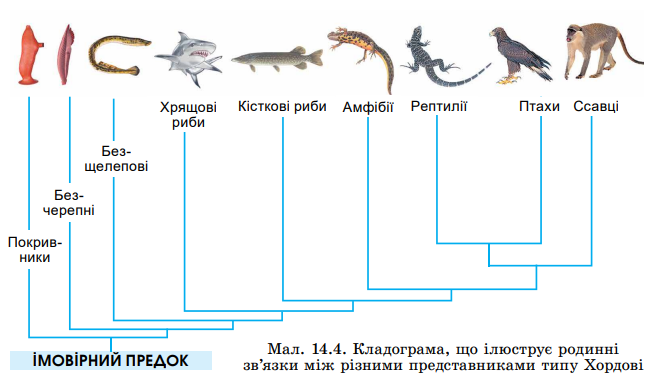 Хрящові
риби
Кісткові риби
Амфібії
Рептилії
Птахи
Ссавці
Без-
щелепові
Без-
черепні
Покрив-
ники
ІМОВІРНИЙ ПРЕДОК
Мал. 14.4. Кладограма, що ілюструє родинні
зв'язки між різними представниками типу Хордові